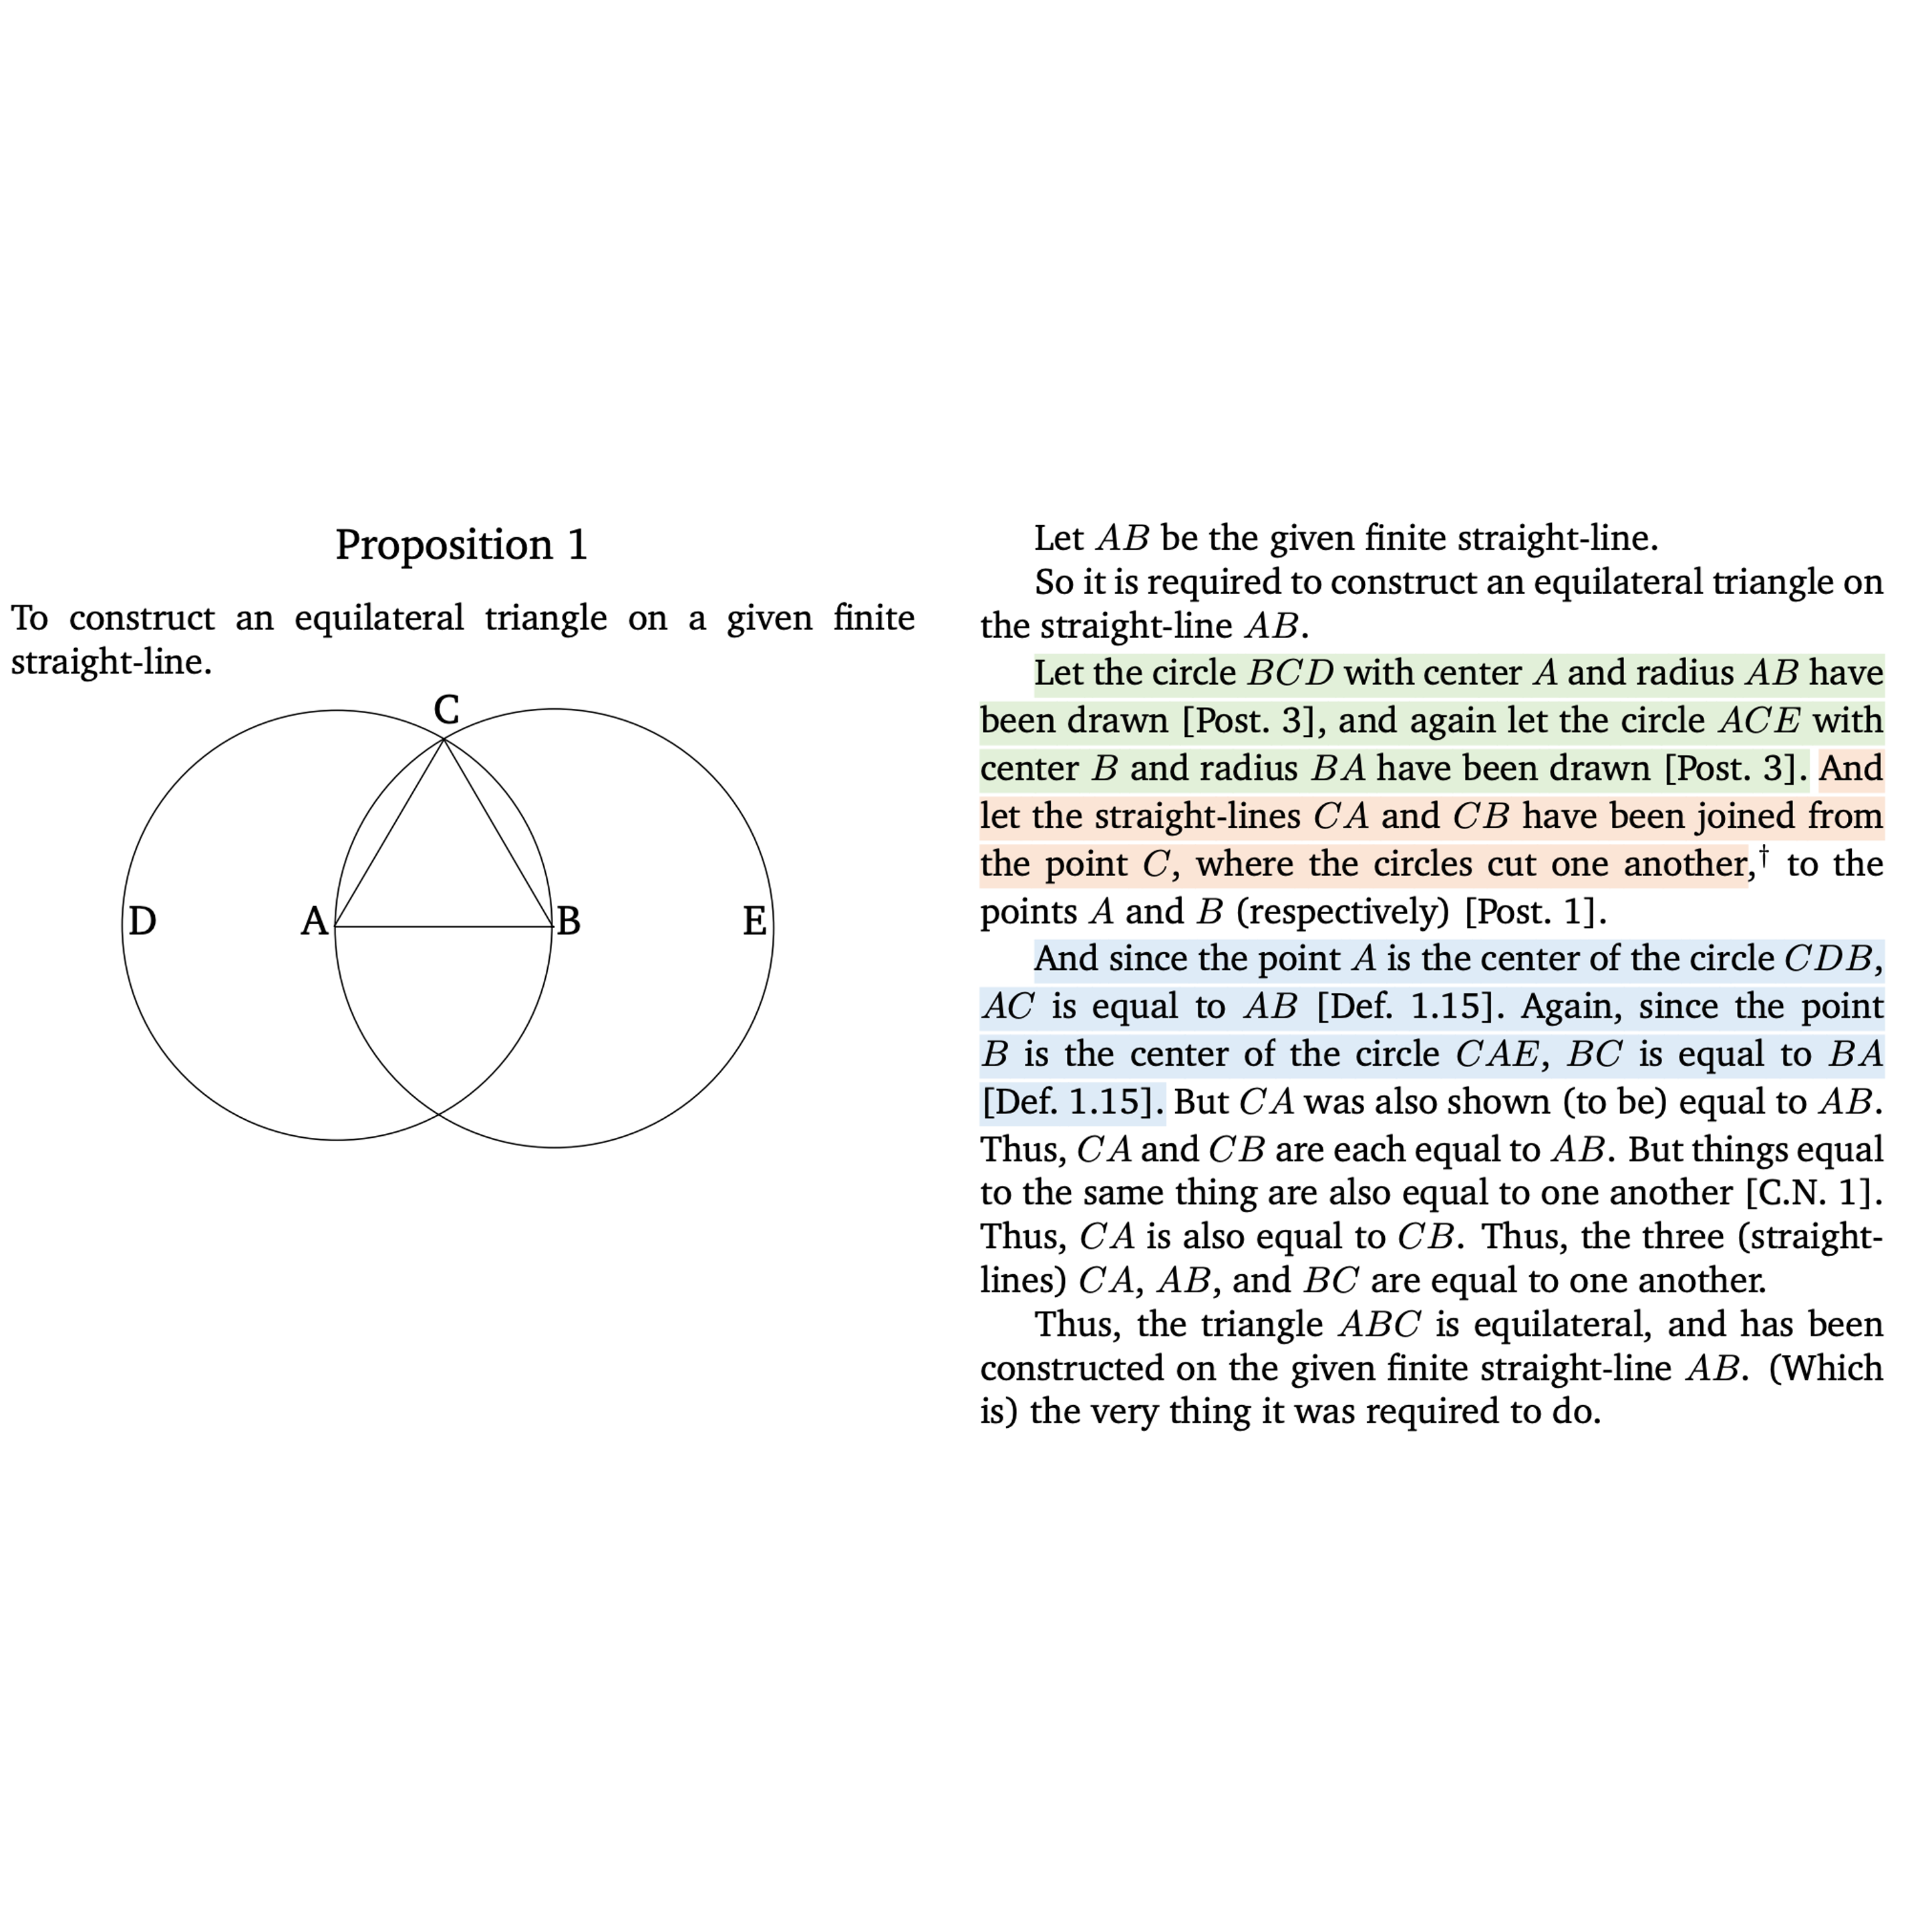 Proposition 1
To construct an equilateral triangle on a given finite
straight-line.
C
D
A
B
E
Let AB be the given finite straight-line.
So it is required to construct an equilateral triangle on
the straight-line AB.
Let the circle BCD with center A and radius AB have
been drawn [Post. 3], and again let the circle ACE with
center B and radius BA have been drawn [Post. 3]. And
let the straight-lines CA and CB have been joined from
the point C, where the circles cut one another,† to the
points A and B (respectively) [Post. 1].
And since the point A is the center of the circle CDB,
AC is equal to AB [Def. 1.15]. Again, since the point
B is the center of the circle CAE, BC is equal to BA
[Def. 1.15]. But CA was also shown (to be) equal to AB.
Thus, CA and CB are each equal to AB. But things equal
to the same thing are also equal to one another [C.N. 1].
Thus, CA is also equal to CB. Thus, the three (straight-
lines) CA, AB, and BC are equal to one another.
Thus, the triangle ABC is equilateral, and has been
constructed on the given finite straight-line AB. (Which
is) the very thing it was required to do.